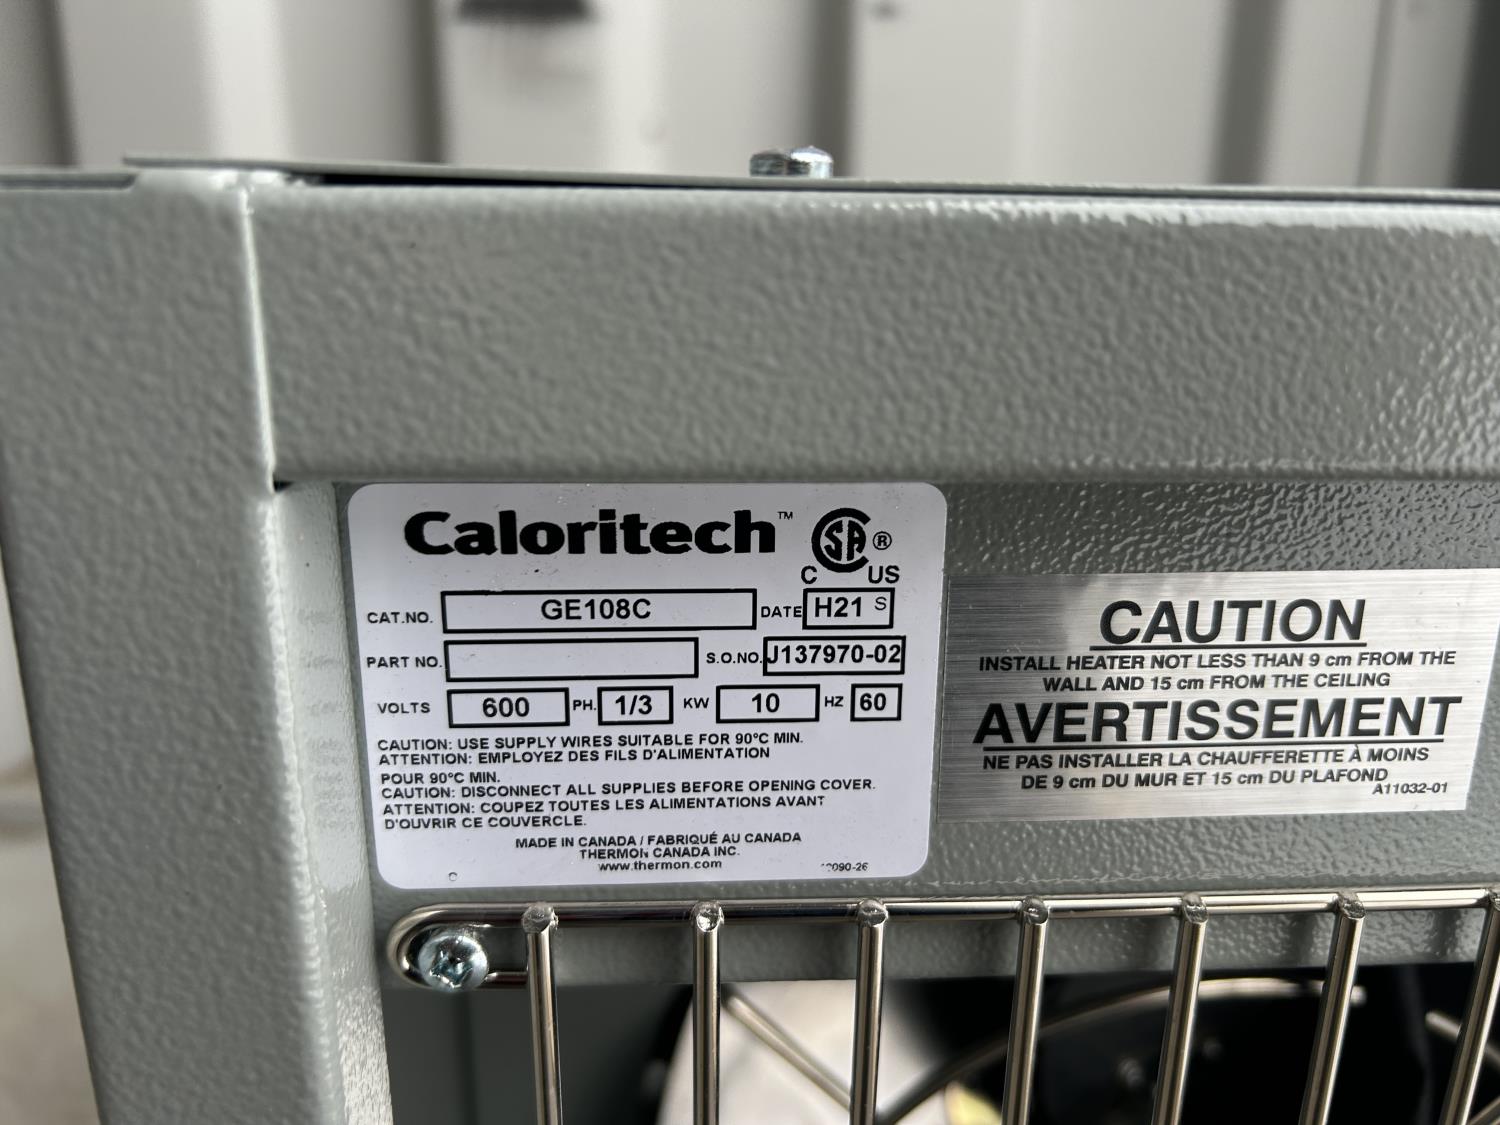 Caloritech™
CSA®
C US
CAT.NO. GE108C DATE H21 S
PART NO. S.O.NO. J137970-02
VOLTS 600 PH. 1/3 KW 10 HZ 60
CAUTION: USE SUPPLY WIRES SUITABLE FOR 90°C MIN.
ATTENTION: EMPLOYEZ DES FILS D'ALIMENTATION
POUR 90°C MIN.
CAUTION: DISCONNECT ALL SUPPLIES BEFORE OPENING COVER.
ATTENTION: COUPEZ TOUTES LES ALIMENTATIONS AVANT
D'OUVRIR CE COUVERCLE.
MADE IN CANADA / FABRIQUÉ AU CANADA
THERMON CANADA INC.
www.thermon.com
CAUTION
INSTALL HEATER NOT LESS THAN 9 cm FROM THE
WALL AND 15 cm FROM THE CEILING
AVERTISSEMENT
NE PAS INSTALLER LA CHAUFFERETTE À MOINS
DE 9 cm DU MUR ET 15 cm DU PLAFOND
A11032-01